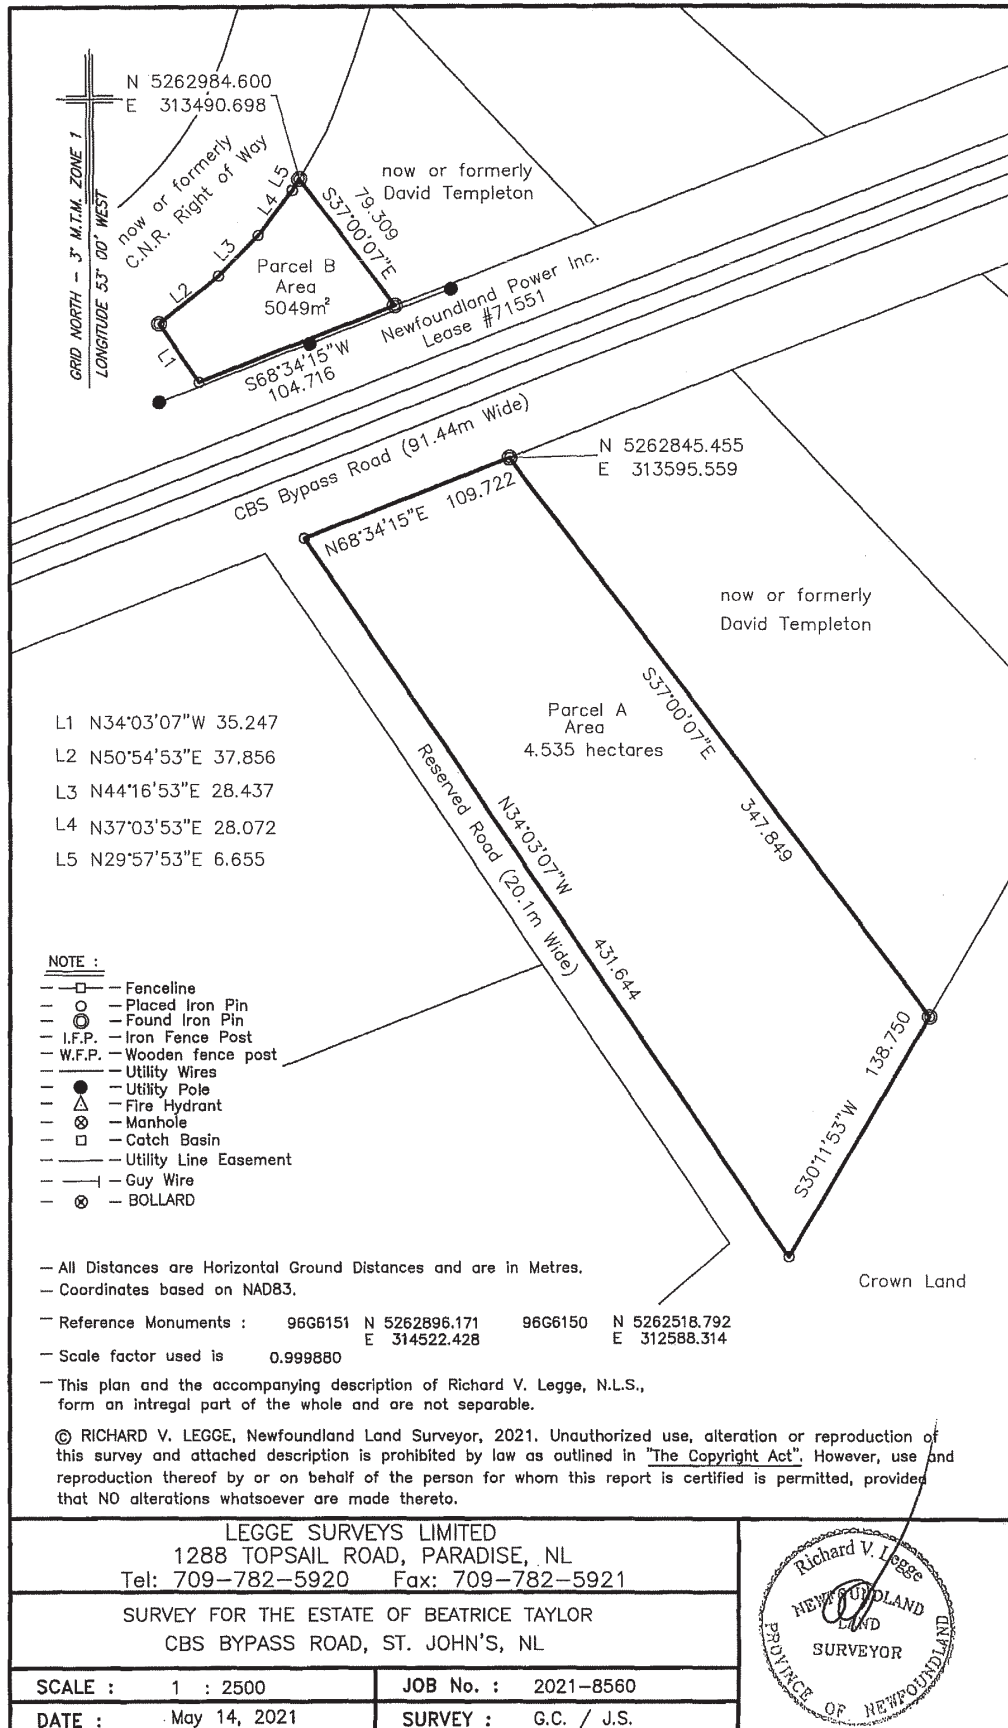 N 5262984.600
E 313490.698
GRID NORTH - 3° M.T.M. ZONE 1
LONGITUDE 53° 00' WEST
now or formerly
C.N.R. Right of Way
now or formerly
David Templeton
L5
L4
L3
L2
L1
79.309
S37°00'07"E
Parcel B
Area
5049m²
Newfoundland Power Inc.
Lease #71551
S68°34'15"W
104.716
CBS Bypass Road (91.44m Wide)
N 5262845.455
E 313595.559
N68°34'15"E 109.722
now or formerly
David Templeton
S37°00'07"E
347.849
Parcel A
Area
4.535 hectares
L1 N34°03'07"W 35.247
L2 N50°54'53"E 37.856
L3 N44°16'53"E 28.437
L4 N37°03'53"E 28.072
L5 N29°57'53"E 6.655
Reserved Road (20.1m Wide)
N34°03'07"W
431.644
138.750
S30°11'53"W
Crown Land
NOTE :
— Fenceline
— Placed Iron Pin
— Found Iron Pin
— I.F.P. — Iron Fence Post
— W.F.P. — Wooden fence post
— Utility Wires
— Utility Pole
— Fire Hydrant
— Manhole
— Catch Basin
— Utility Line Easement
— Guy Wire
— BOLLARD
— All Distances are Horizontal Ground Distances and are in Metres.
— Coordinates based on NAD83.
— Reference Monuments : 96G6151 N 5262896.171 96G6150 N 5262518.792
E 314522.428 E 312588.314
— Scale factor used is 0.999880
— This plan and the accompanying description of Richard V. Legge, N.L.S.,
form an intregal part of the whole and are not separable.
© RICHARD V. LEGGE, Newfoundland Land Surveyor, 2021. Unauthorized use, alteration or reproduction of
this survey and attached description is prohibited by law as outlined in "The Copyright Act". However, use and
reproduction thereof by or on behalf of the person for whom this report is certified is permitted, provided
that NO alterations whatsoever are made thereto.
LEGGE SURVEYS LIMITED
1288 TOPSAIL ROAD, PARADISE, NL
Tel: 709-782-5920 Fax: 709-782-5921
SURVEY FOR THE ESTATE OF BEATRICE TAYLOR
CBS BYPASS ROAD, ST. JOHN'S, NL
SCALE : 1 : 2500
JOB No. : 2021-8560
DATE : May 14, 2021
SURVEY : G.C. / J.S.
Richard V. Legge
NEWFOUNDLAND
LAND
SURVEYOR
PROVINCE OF NEWFOUNDLAND